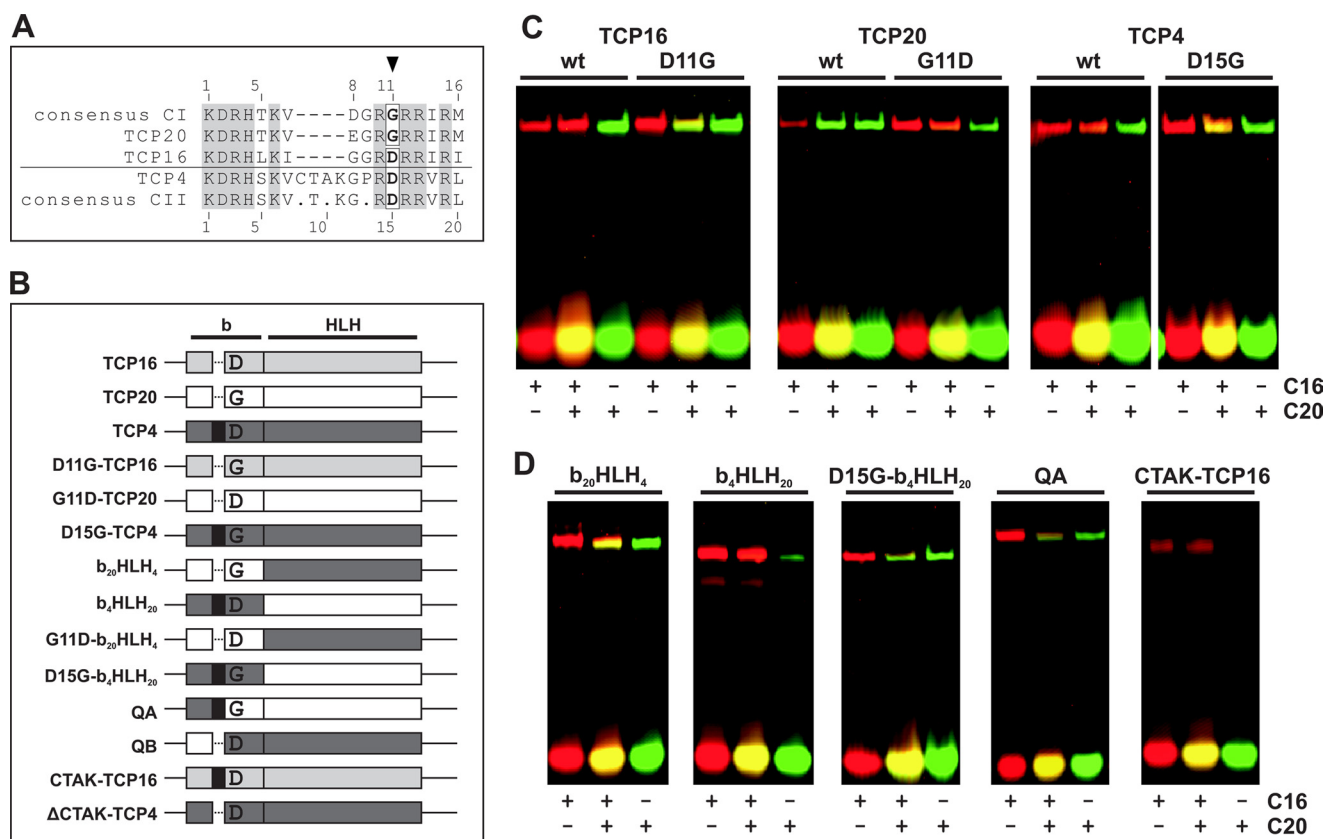 A
1 5 8 11 16
consensus CI KDRHTKV----DGRGRRIRM
TCP20 KDRHSKV----EGRGRRIRM
TCP16 KDRHLKI----GGRDRRIRI
TCP4 KDRHSKVCTAKGPRDRRVRL
consensus CII KDRHSKV.T.KG.RDRRVRL
1 5 10 15 20
B
b HLH
TCP16 D
TCP20 G
TCP4 D
D11G-TCP16 G
G11D-TCP20 D
D15G-TCP4 G
b20HLH4 G
b4HLH20 D
G11D-b20HLH4 D
D15G-b4HLH20 G
QA G
QB D
CTAK-TCP16 D
ΔCTAK-TCP4 D
C
TCP16 TCP20 TCP4
wt D11G wt G11D wt D15G
+ + − + + − + + − + + − + + − + + − C16
− + + − + + − + + − + + − + + − + + C20
D
b20HLH4 b4HLH20 D15G-b4HLH20 QA CTAK-TCP16
+ + − + + − + + − + + − + + − C16
− + + − + + − + + − + + − + + C20